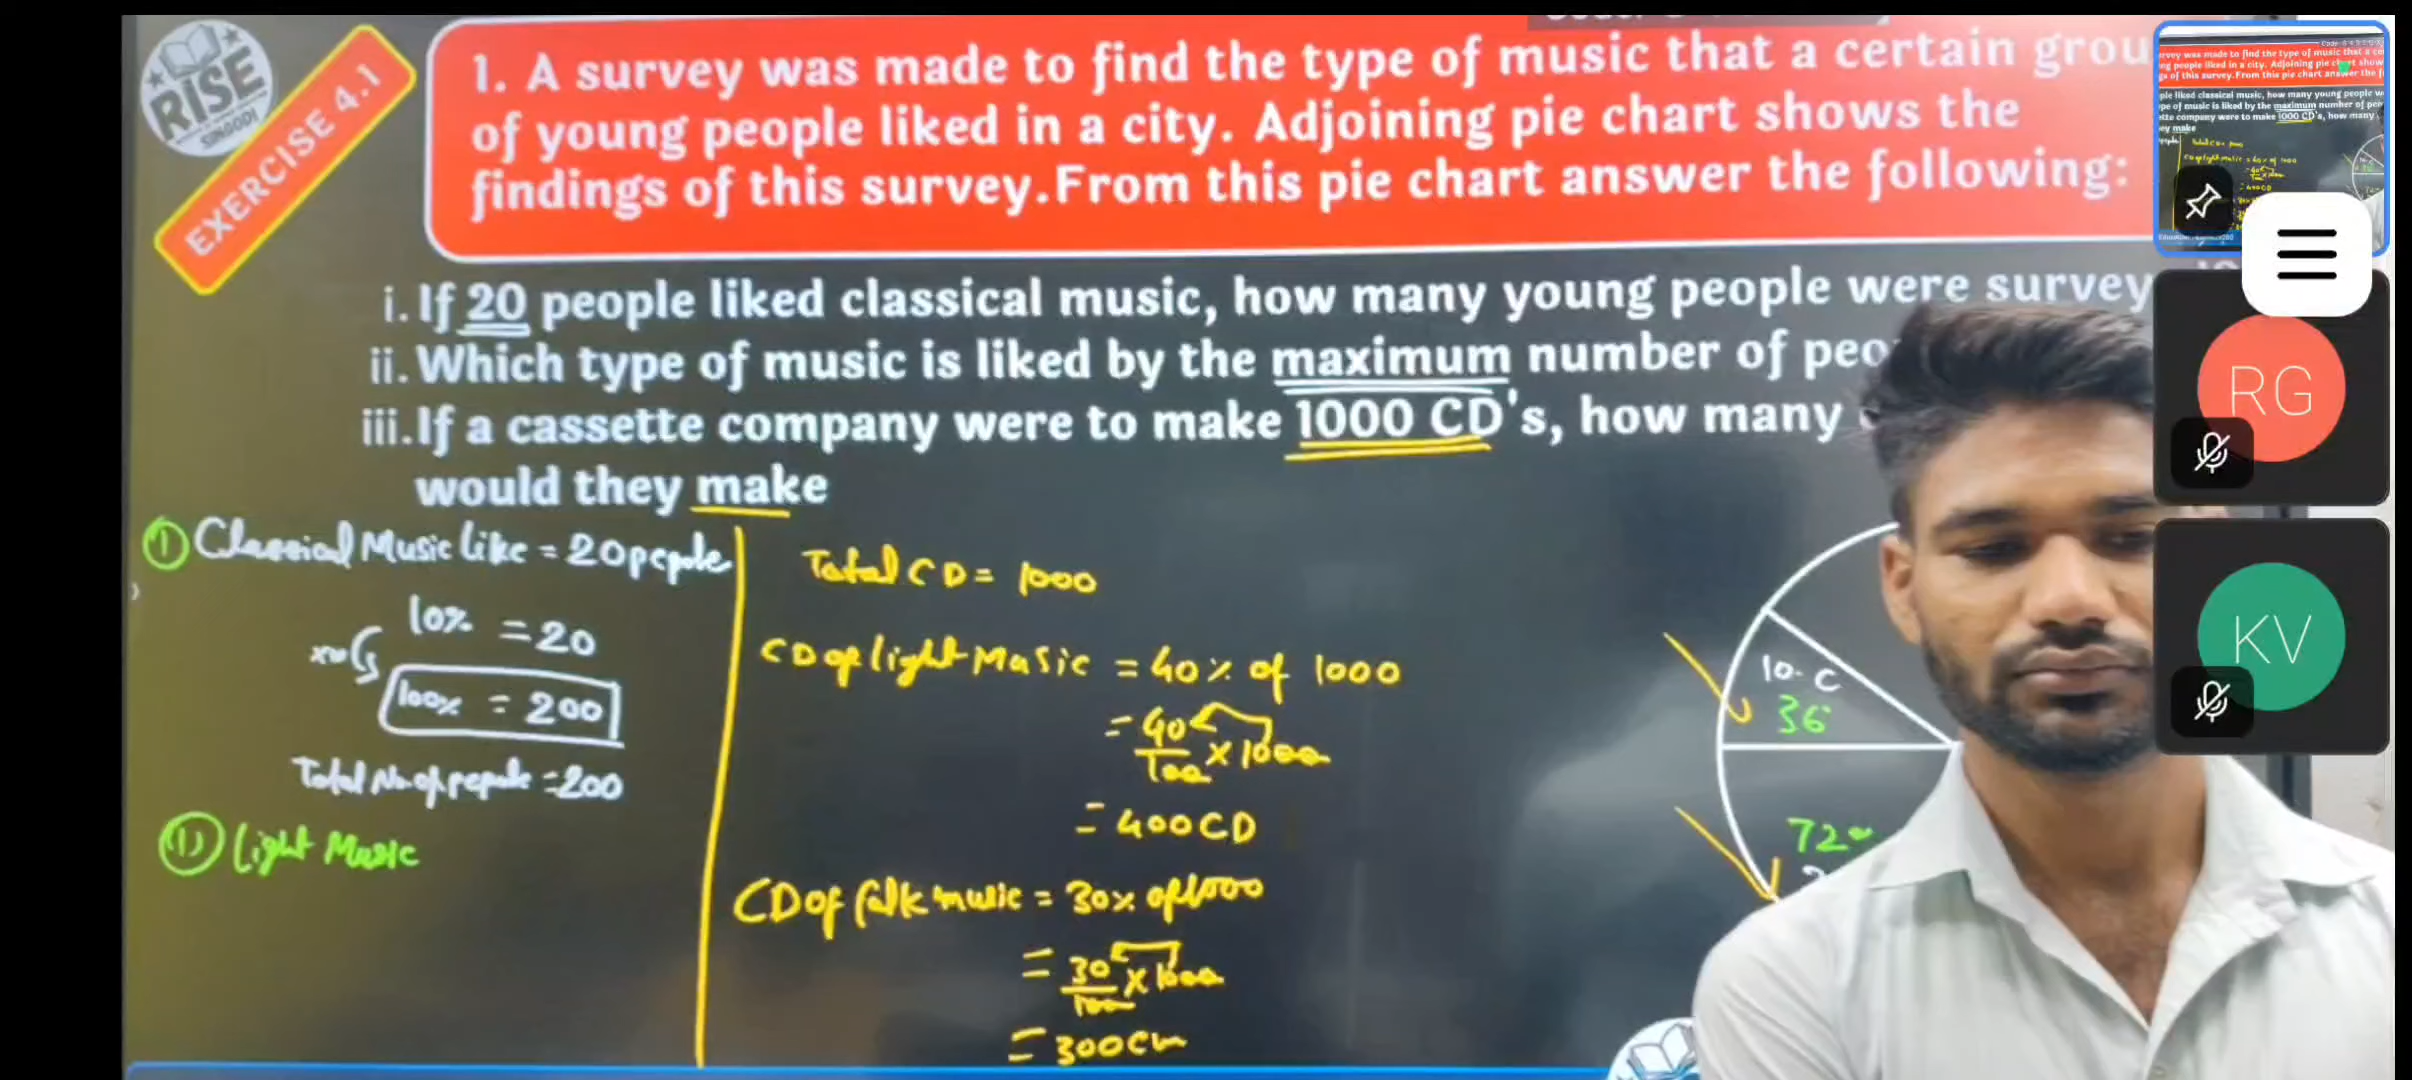 RISE
SINGODI
EXERCISE 4.1
1. A survey was made to find the type of music that a certain grou
of young people liked in a city. Adjoining pie chart shows the
findings of this survey.From this pie chart answer the following:
i. If 20 people liked classical music, how many young people were survey
ii. Which type of music is liked by the maximum number of peo
iii. If a cassette company were to make 1000 CD's, how many
would they make
① Classical Music like = 20 pepole
10% = 20
100% = 200
Total No. of pepole = 200
② Light Music
Total CD = 1000
CD of light Music = 40% of 1000
= 40/100 × 1000
= 400 CD
CD of folk music = 30% of 1000
= 30/100 × 1000
= 300
10. C
36°
72°
RG
KV